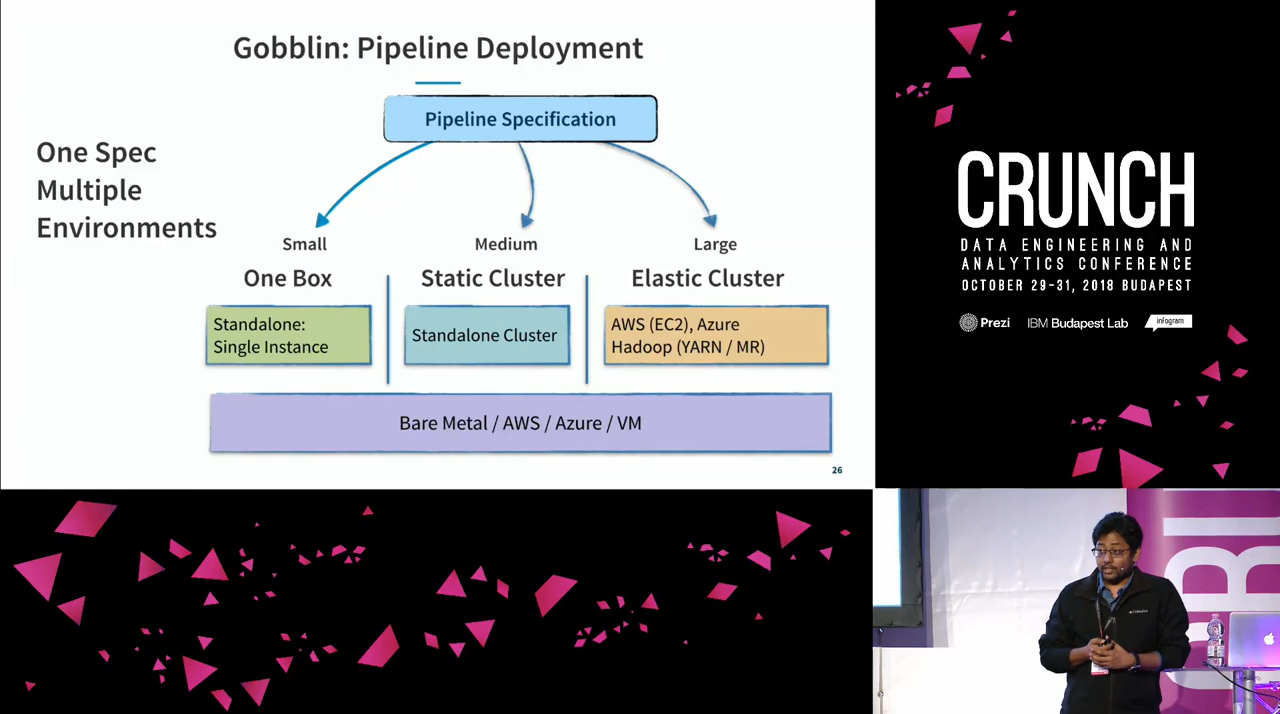 Gobblin: Pipeline Deployment
Pipeline Specification
One Spec
Multiple
Environments
Small
Medium
Large
One Box
Static Cluster
Elastic Cluster
Standalone:
Single Instance
Standalone Cluster
AWS (EC2), Azure
Hadoop (YARN / MR)
Bare Metal / AWS / Azure / VM
26
CRUNCH
DATA ENGINEERING AND
ANALYTICS CONFERENCE
OCTOBER 29-31, 2018 BUDAPEST
Prezi
IBM Budapest Lab
infogram